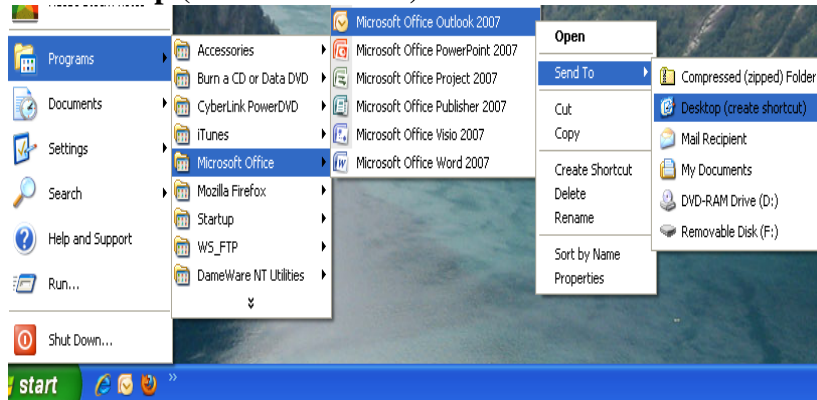 Programs
Documents
Settings
Search
Help and Support
Run...
Shut Down...
start
Accessories
Burn a CD or Data DVD
CyberLink PowerDVD
iTunes
Microsoft Office
Mozilla Firefox
Startup
WS_FTP
DameWare NT Utilities
Microsoft Office Outlook 2007
Microsoft Office PowerPoint 2007
Microsoft Office Project 2007
Microsoft Office Publisher 2007
Microsoft Office Visio 2007
Microsoft Office Word 2007
Open
Send To
Cut
Copy
Create Shortcut
Delete
Rename
Sort by Name
Properties
Compressed (zipped) Folder
Desktop (create shortcut)
Mail Recipient
My Documents
DVD-RAM Drive (D:)
Removable Disk (F:)